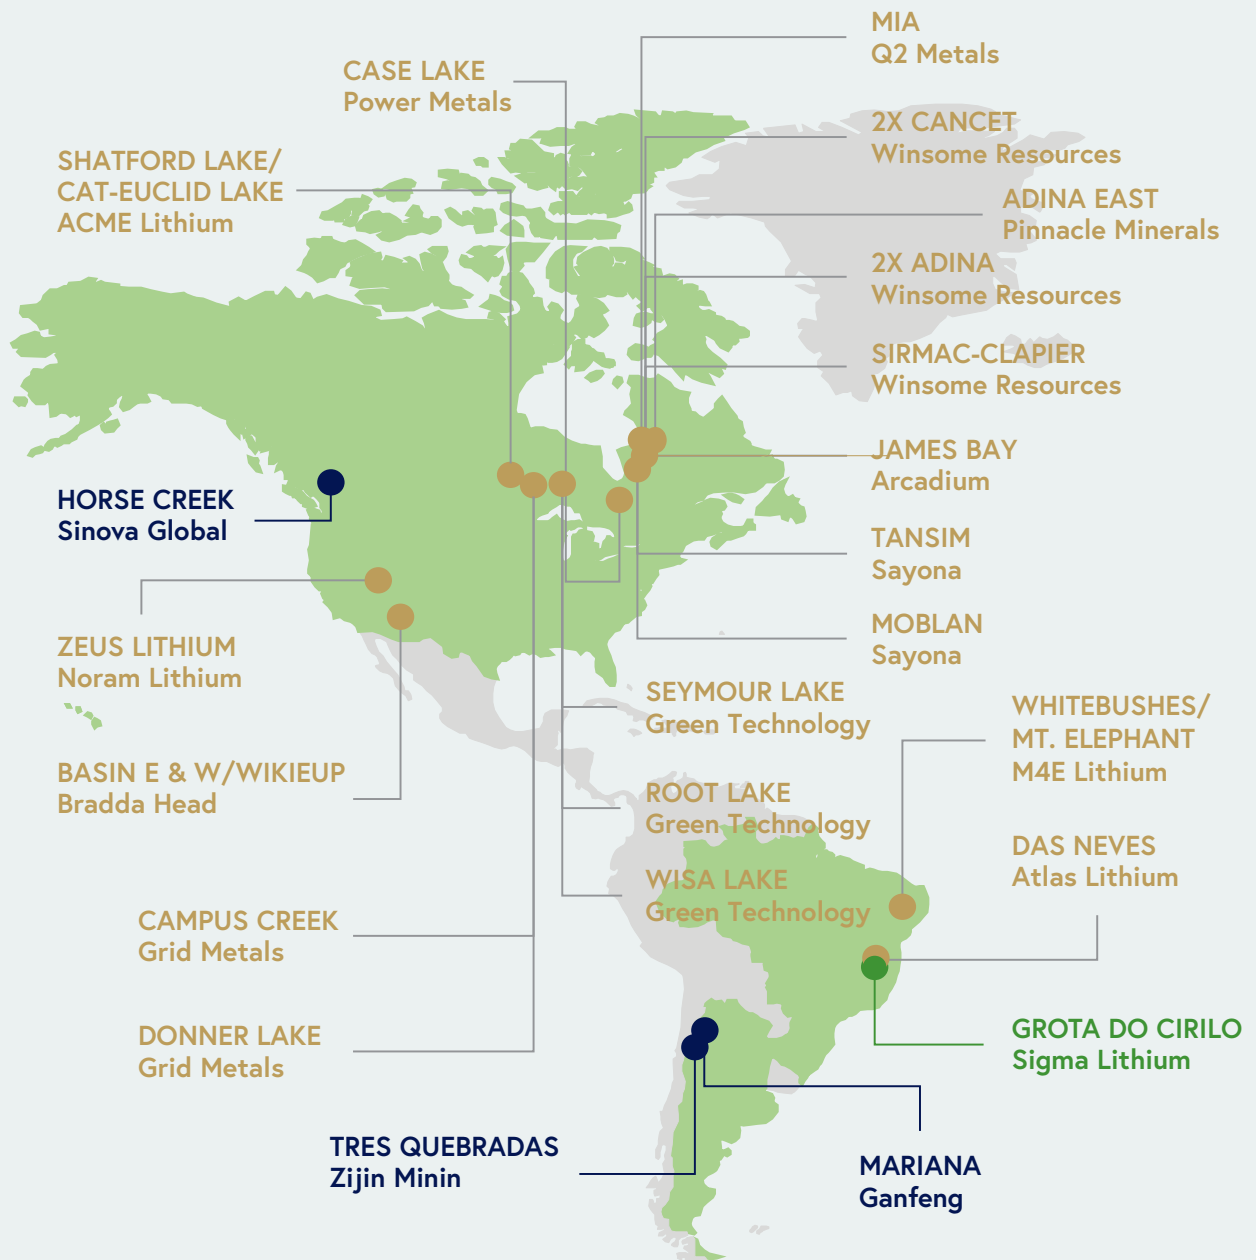 MIA
Q2 Metals
CASE LAKE
Power Metals
2X CANCET
Winsome Resources
SHATFORD LAKE/
CAT-EUCLID LAKE
ACME Lithium
ADINA EAST
Pinnacle Minerals
2X ADINA
Winsome Resources
SIRMAC-CLAPIER
Winsome Resources
JAMES BAY
Arcadium
HORSE CREEK
Sinova Global
TANSIM
Sayona
MOBLAN
Sayona
ZEUS LITHIUM
Noram Lithium
SEYMOUR LAKE
Green Technology
WHITEBUSHES/
MT. ELEPHANT
M4E Lithium
BASIN E & W/WIKIEUP
Bradda Head
ROOT LAKE
Green Technology
DAS NEVES
Atlas Lithium
WISA LAKE
Green Technology
CAMPUS CREEK
Grid Metals
DONNER LAKE
Grid Metals
GROTA DO CIRILO
Sigma Lithium
TRES QUEBRADAS
Zijin Minin
MARIANA
Ganfeng